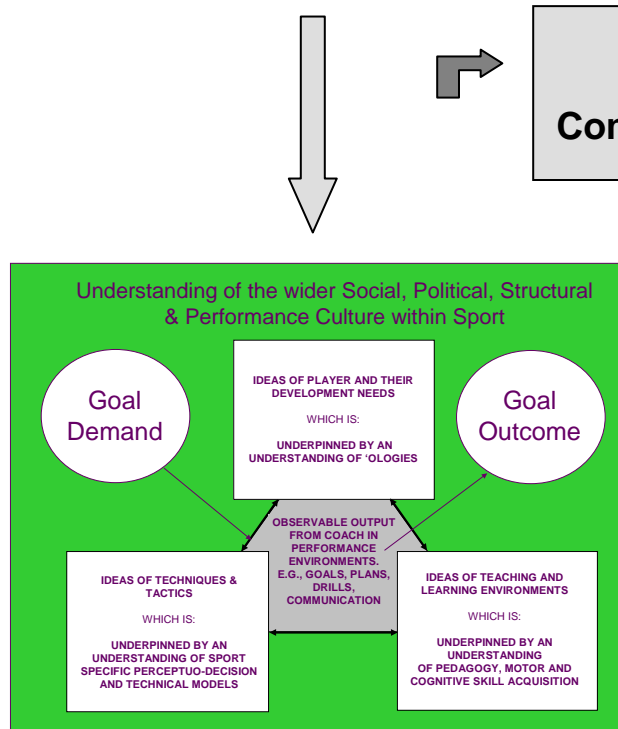 Con
Understanding of the wider Social, Political, Structural
& Performance Culture within Sport
Goal
Demand
IDEAS OF PLAYER AND THEIR
DEVELOPMENT NEEDS
WHICH IS:
UNDERPINNED BY AN
UNDERSTANDING OF ‘OLOGIES
Goal
Outcome
OBSERVABLE OUTPUT
FROM COACH IN
PERFORMANCE
ENVIRONMENTS.
E.G., GOALS, PLANS,
DRILLS,
COMMUNICATION
IDEAS OF TECHNIQUES &
TACTICS
WHICH IS:
UNDERPINNED BY AN
UNDERSTANDING OF SPORT
SPECIFIC PERCEPTUO-DECISION
AND TECHNICAL MODELS
IDEAS OF TEACHING AND
LEARNING ENVIRONMENTS
WHICH IS:
UNDERPINNED BY AN
UNDERSTANDING
OF PEDAGOGY, MOTOR AND
COGNITIVE SKILL ACQUISITION